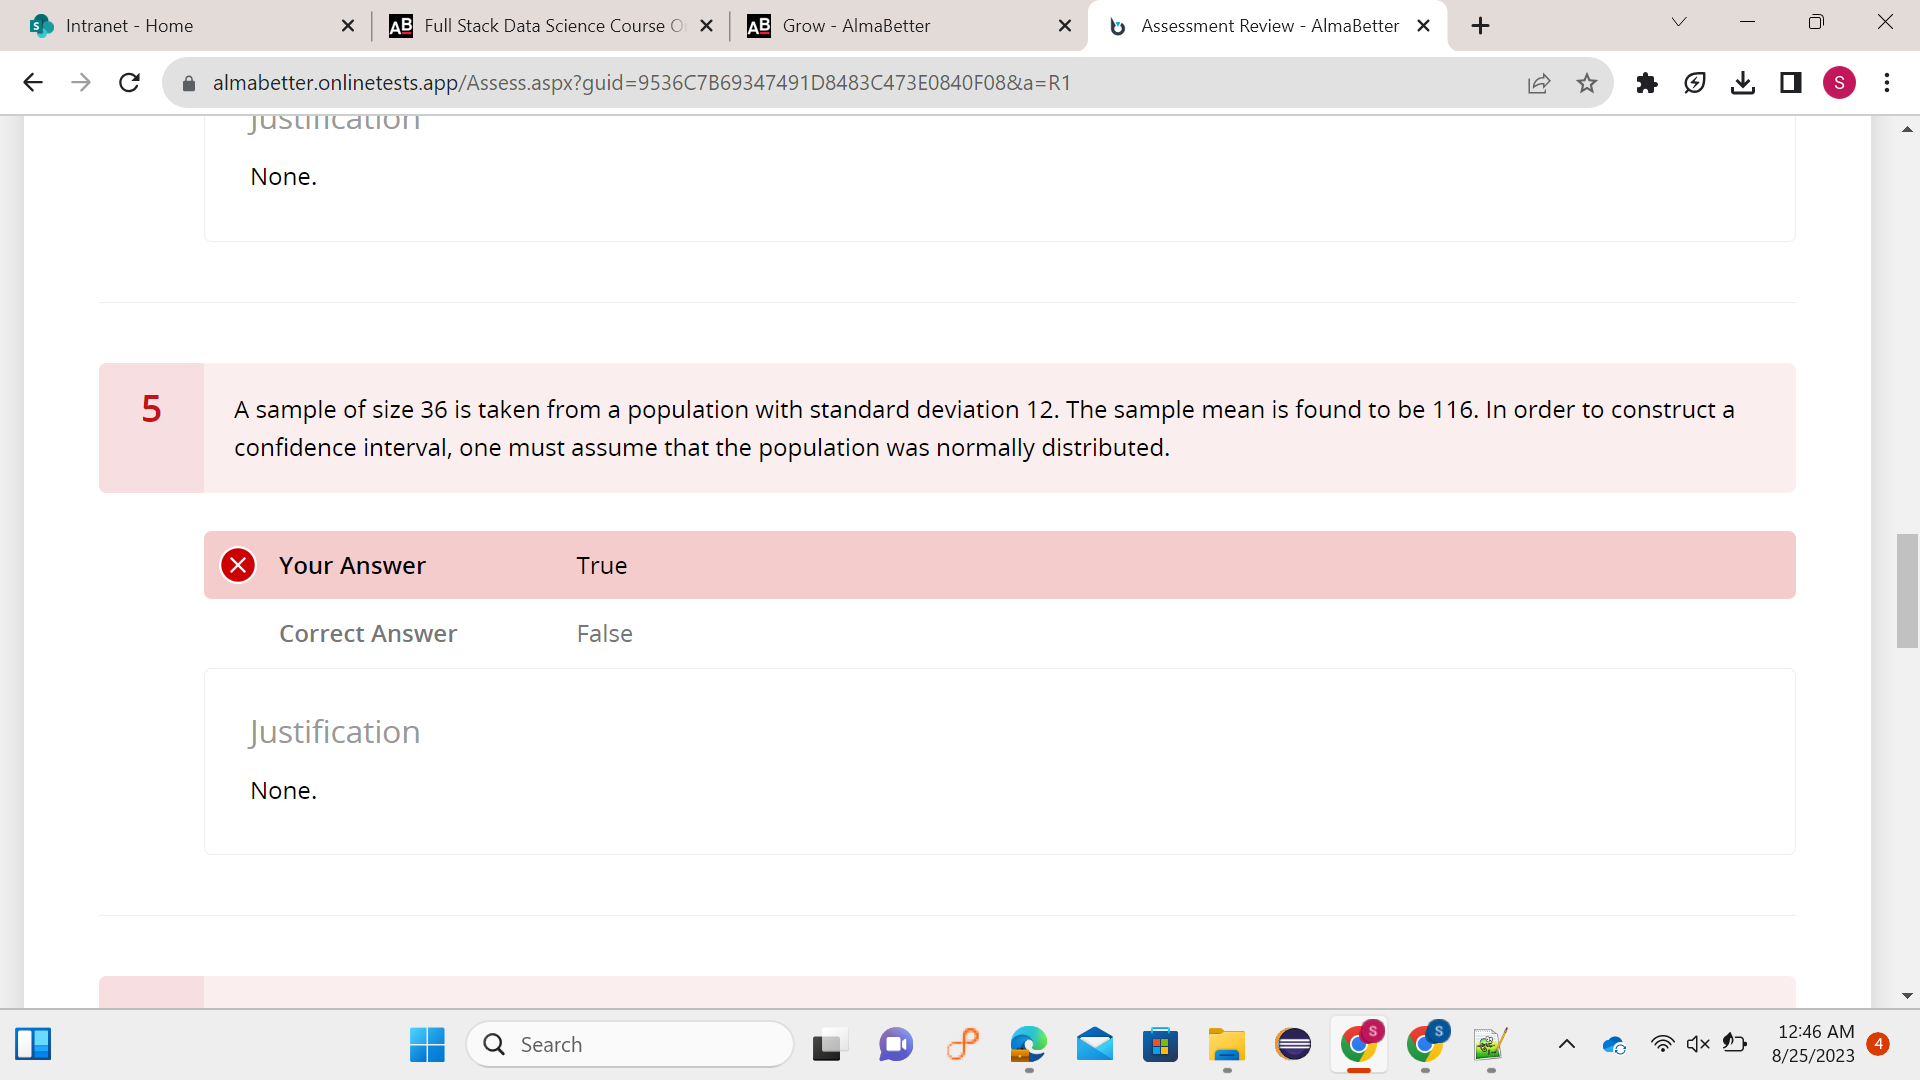 Intranet - Home
Full Stack Data Science Course O
Grow - AlmaBetter
Assessment Review - AlmaBetter
almabetter.onlinetests.app/Assess.aspx?guid=9536C7B69347491D8483C473E0840F08&a=R1
S
Justification
None.
5
A sample of size 36 is taken from a population with standard deviation 12. The sample mean is found to be 116. In order to construct a
confidence interval, one must assume that the population was normally distributed.
Your Answer
True
Correct Answer
False
Justification
None.
Search
S
S
12:46 AM
8/25/2023
4